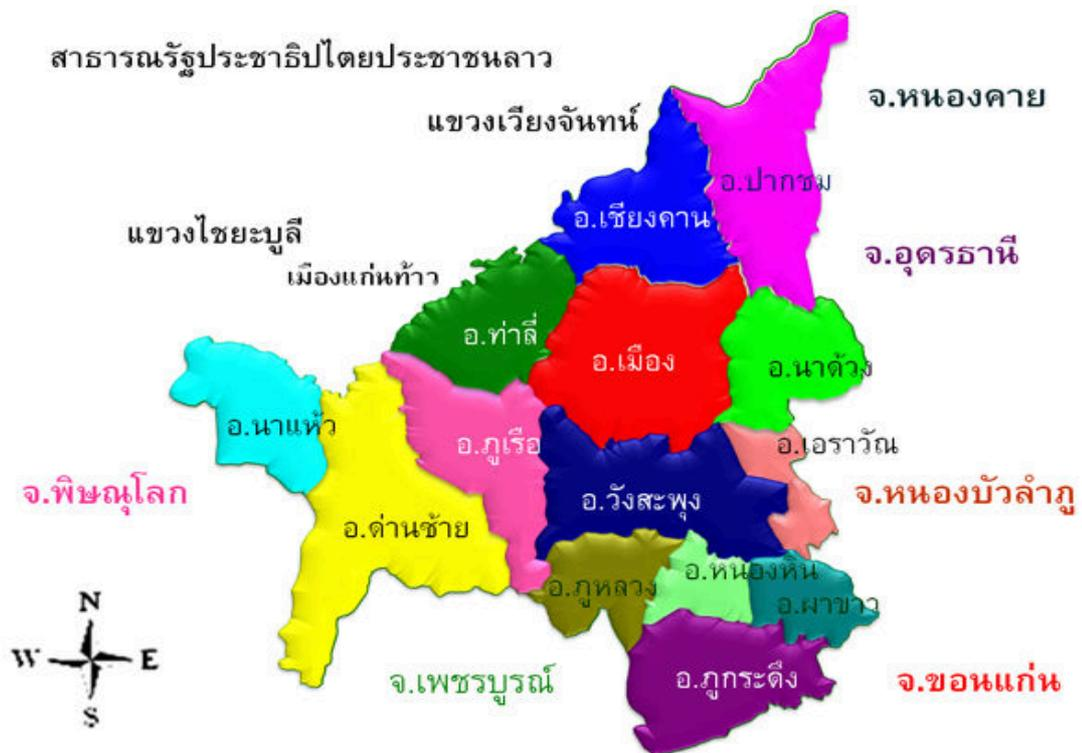 สาธารณรัฐประชาธิปไตยประชาชนลาว
จ.หนองคาย
แขวงเวียงจันทน์
อ.ปากชม
อ.เชียงคาน
แขวงไชยะบูลี
จ.อุดรธานี
เมืองแก่นท้าว
อ.ท่าลี่
อ.เมือง
อ.นาด้วง
อ.นาแห้ว
อ.ภูเรือ
อ.เอราวัณ
จ.พิษณุโลก
อ.วังสะพุง
จ.หนองบัวลำภู
อ.ด่านซ้าย
อ.หนองหิน
อ.ภูหลวง
อ.ผาขาว
N
W E
S
จ.เพชรบูรณ์
อ.ภูกระดึง
จ.ขอนแก่น